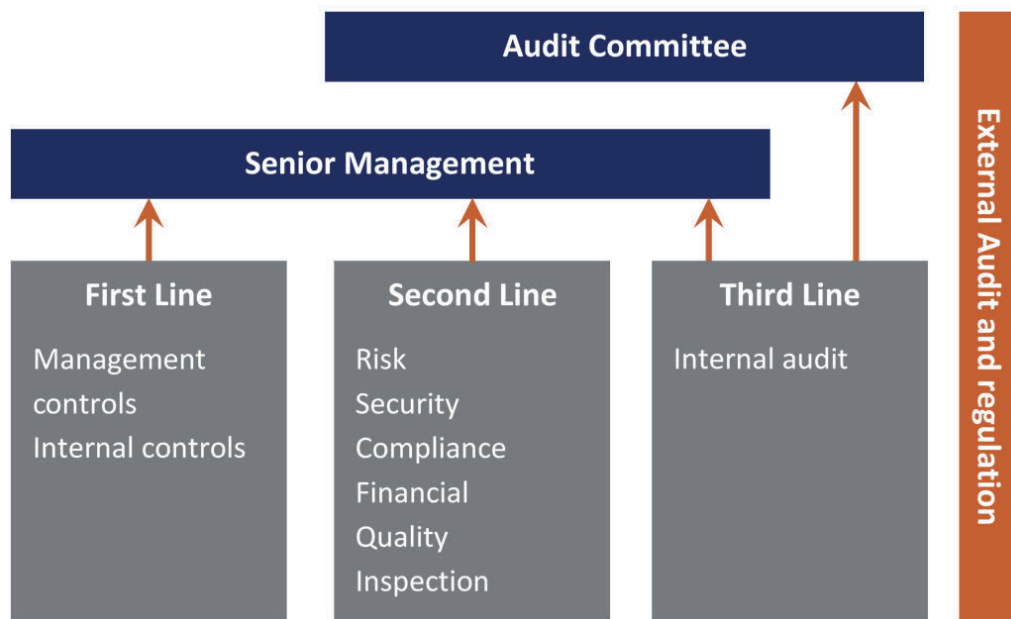 Audit Committee
Senior Management
First Line
Management
controls
Internal controls
Second Line
Risk
Security
Compliance
Financial
Quality
Inspection
Third Line
Internal audit
External Audit and regulation